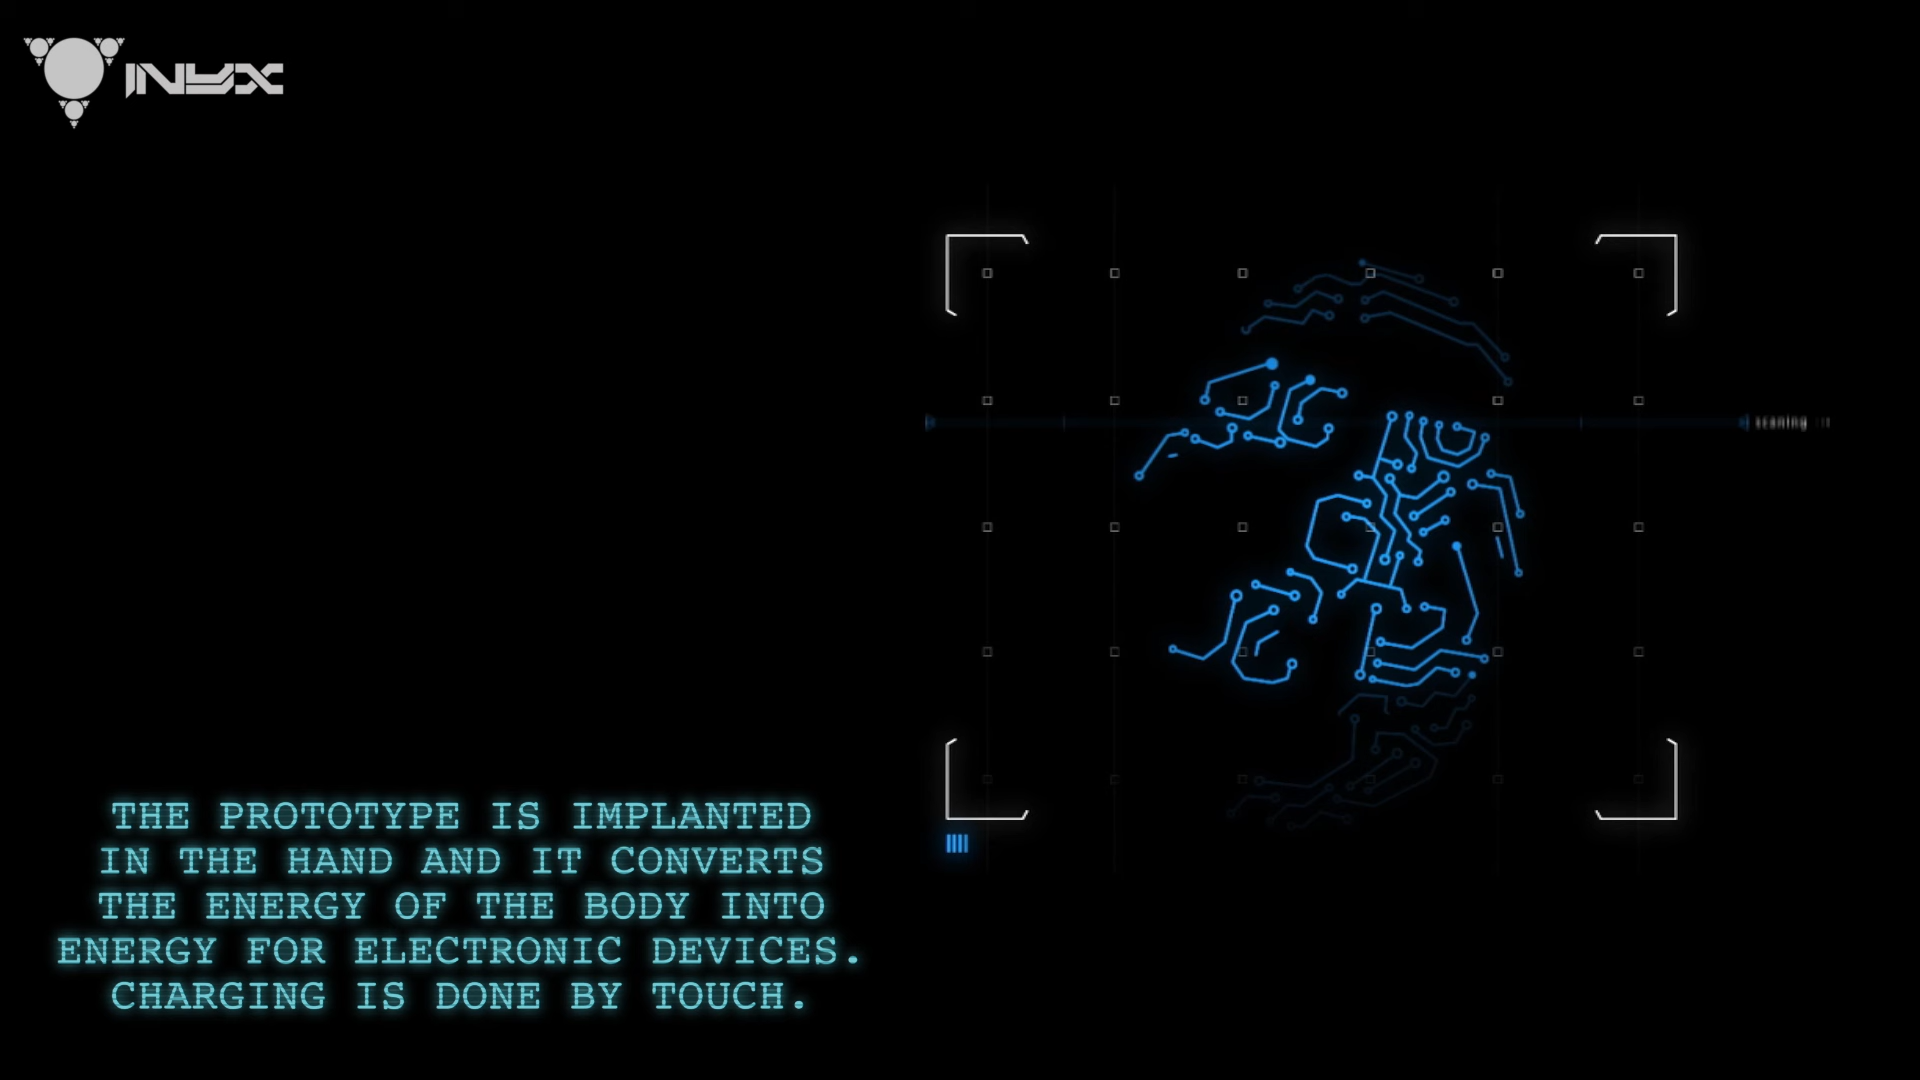 INYX
THE PROTOTYPE IS IMPLANTED
IN THE HAND AND IT CONVERTS
THE ENERGY OF THE BODY INTO
ENERGY FOR ELECTRONIC DEVICES.
CHARGING IS DONE BY TOUCH.